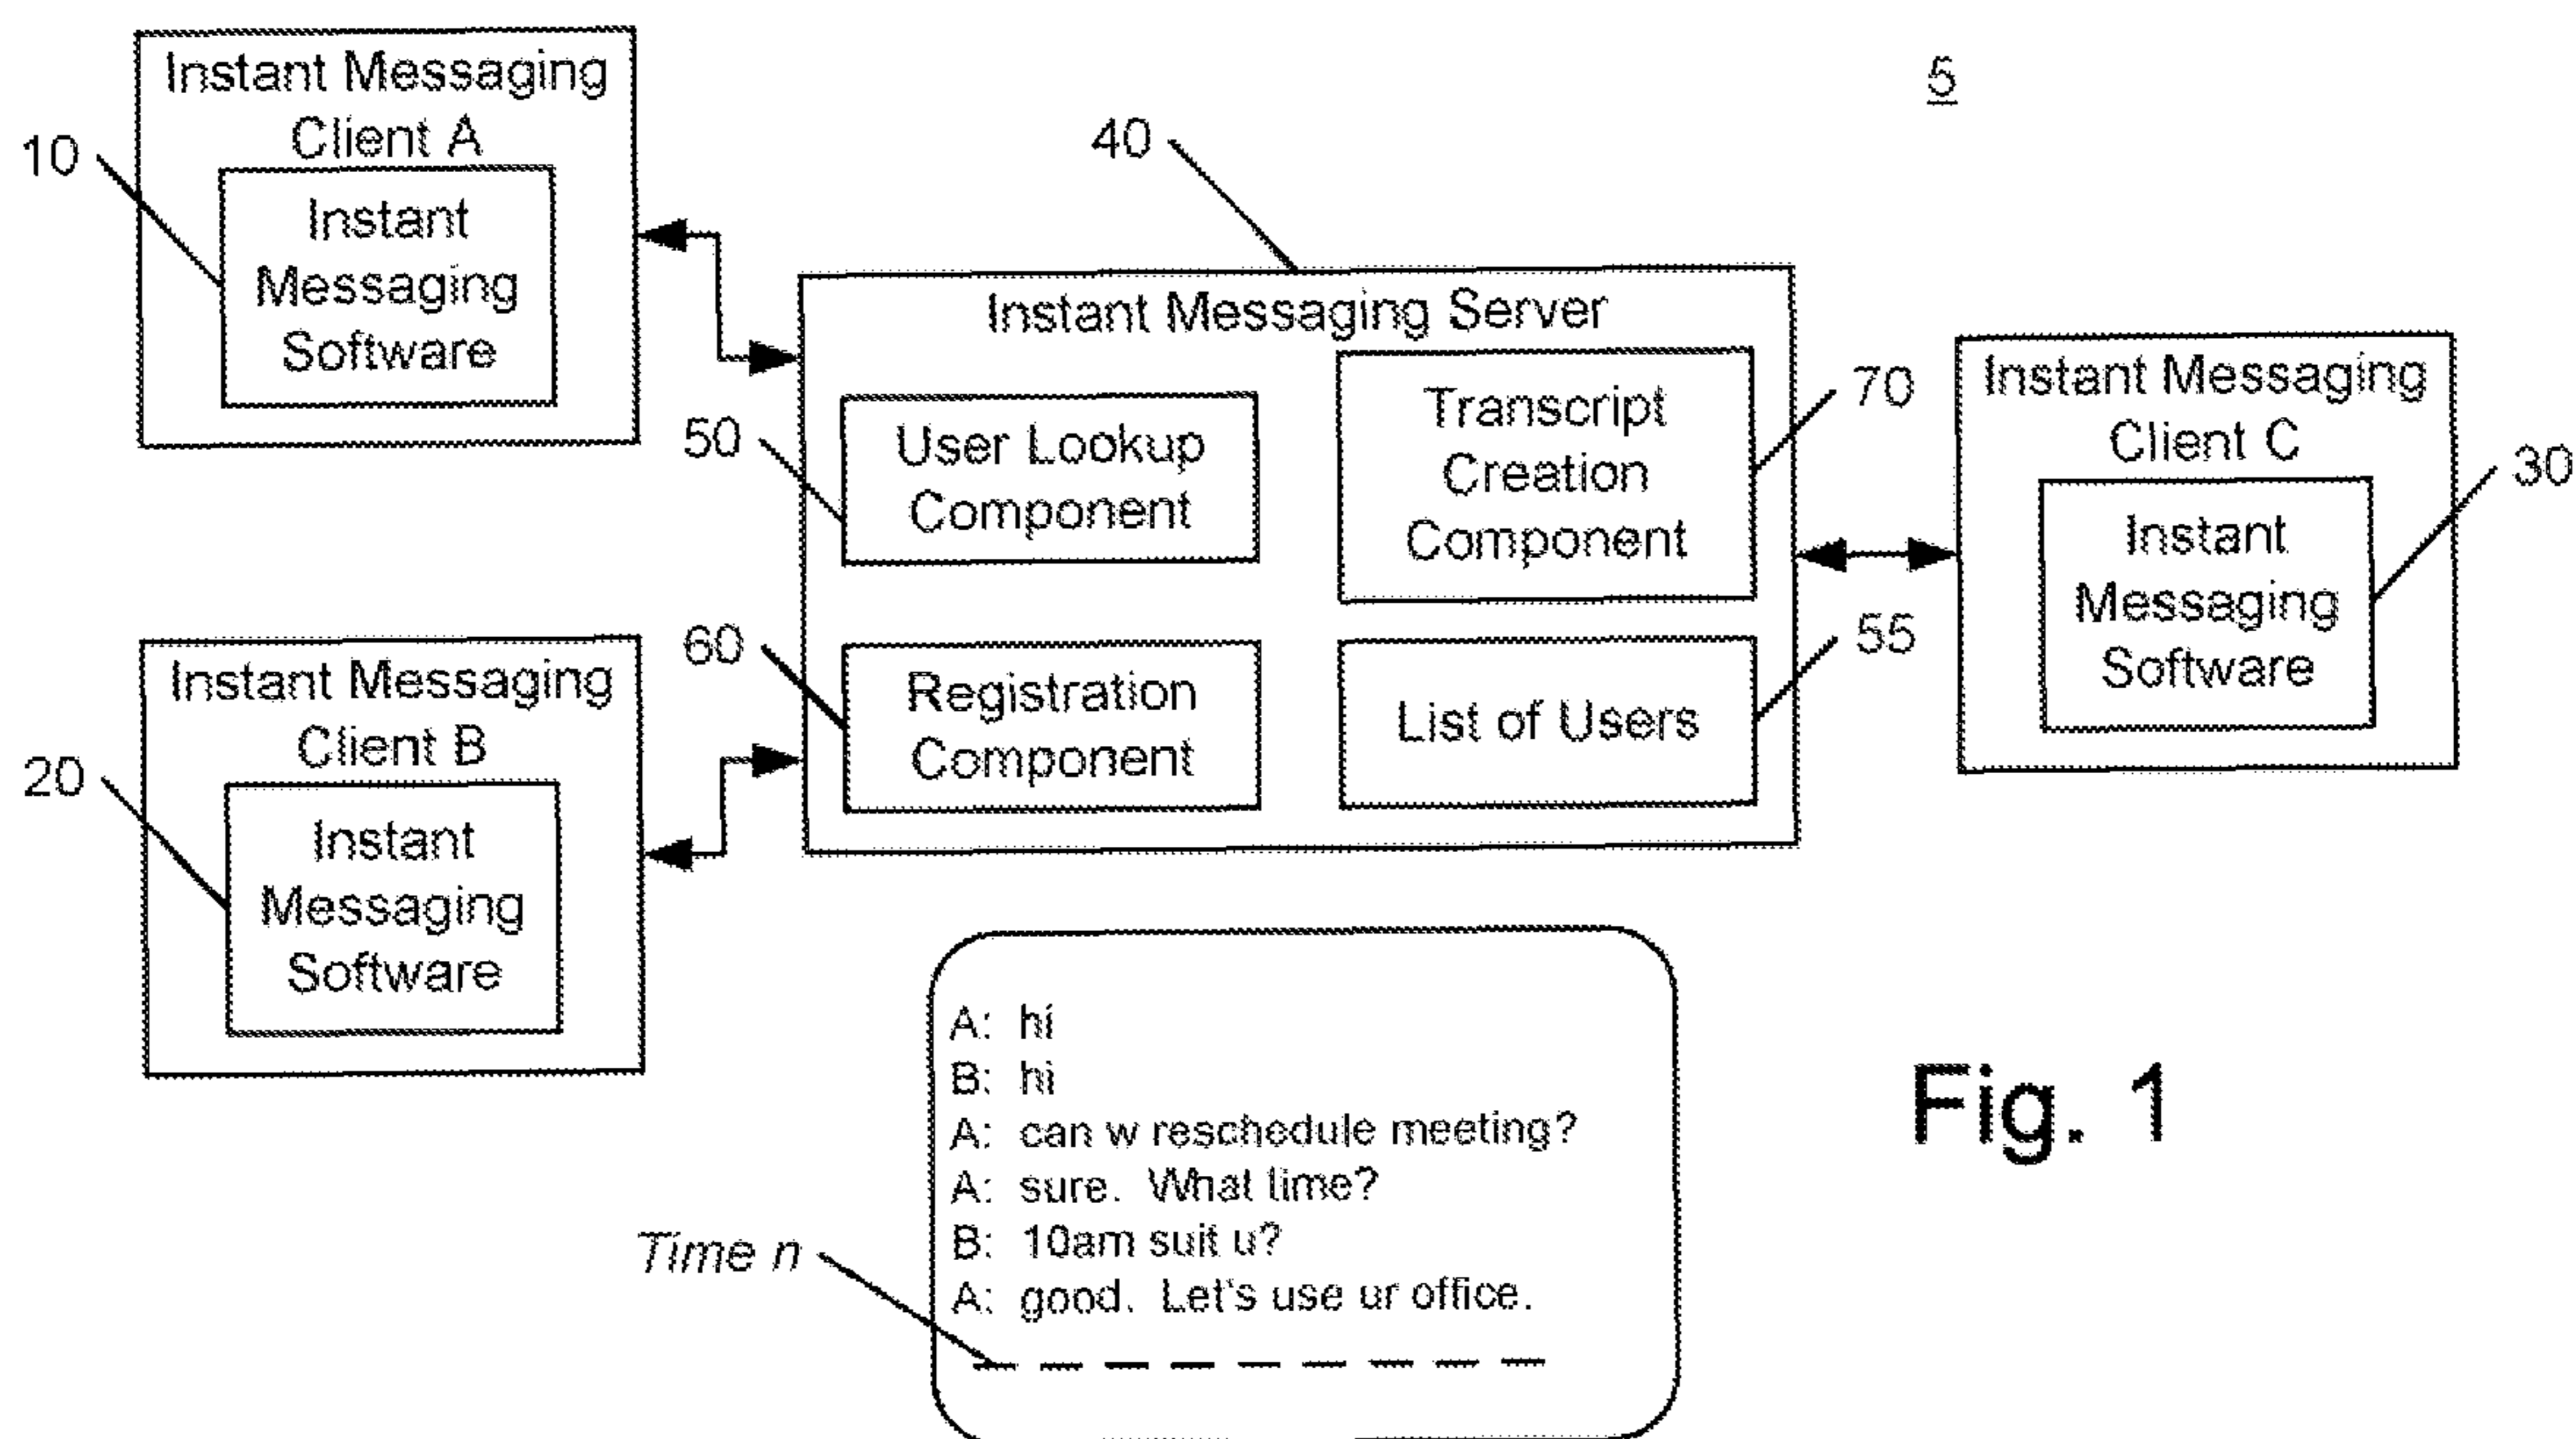 5
Instant Messaging
Client A
10
Instant
Messaging
Software
40
Instant Messaging Server
50
User Lookup
Component
Transcript
Creation
Component
70
60
Registration
Component
List of Users
55
Instant Messaging
Client C
Instant
Messaging
Software
30
Instant Messaging
Client B
20
Instant
Messaging
Software
A: hi
B: hi
A: can w reschedule meeting?
A: sure. What time?
B: 10am suit u?
A: good. Let's use ur office.
Time n
Fig. 1